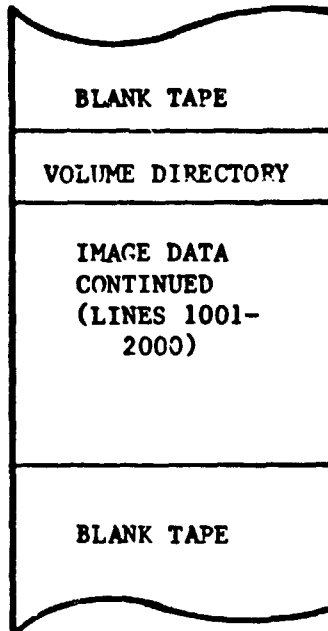 BLANK TAPE
VOLUME DIRECTORY
IMAGE DATA
CONTINUED
(LINES 1001-
2000)
BLANK TAPE